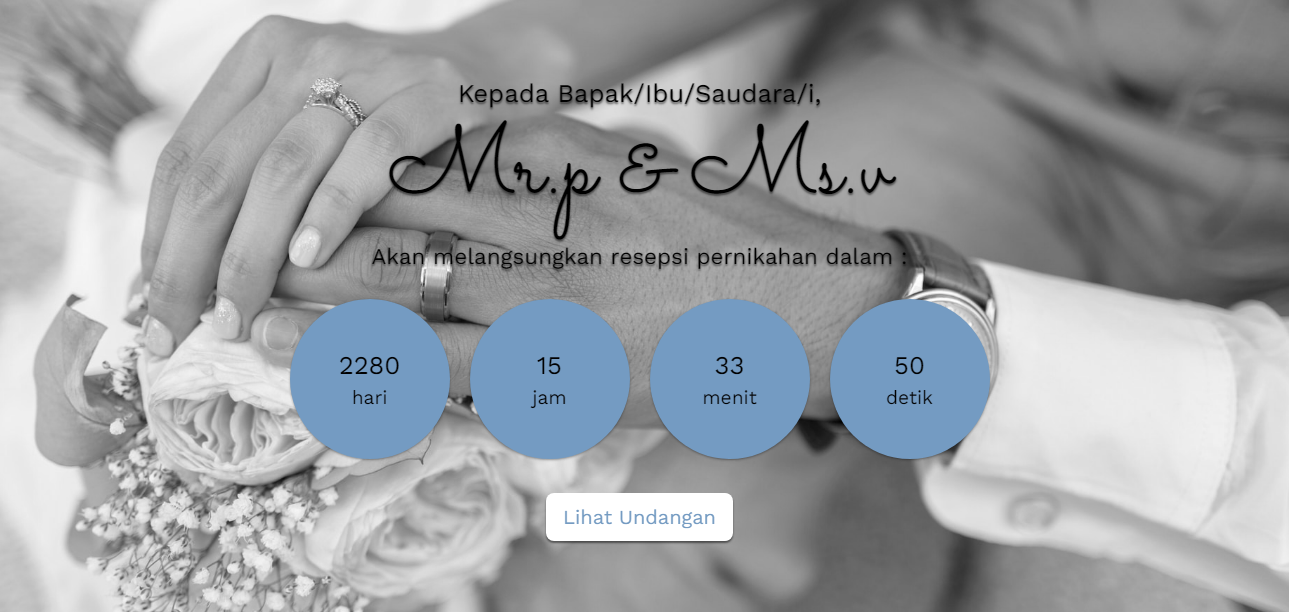 Kepada Bapak/Ibu/Saudara/i,
Mr.p & Ms.v
Akan melangsungkan resepsi pernikahan dalam :
2280 15 33 50
hari jam menit detik
Lihat Undangan